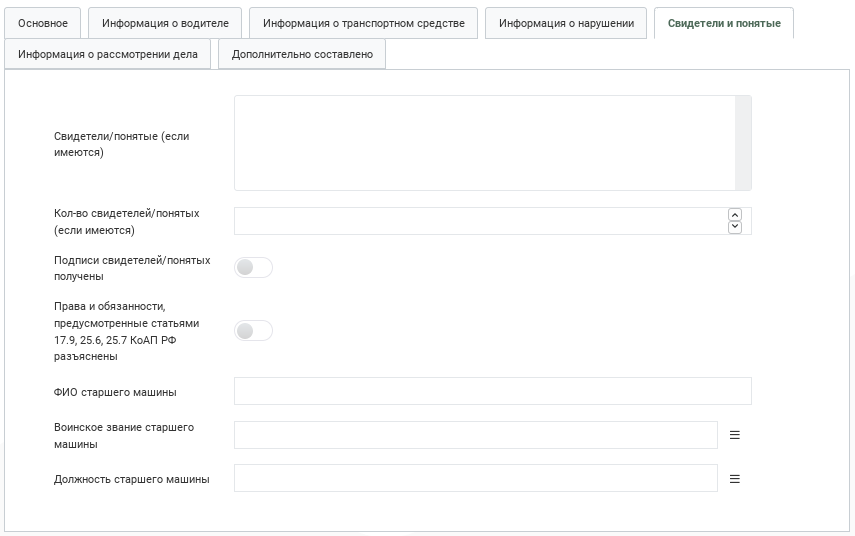 Основное
Информация о водителе
Информация о транспортном средстве
Информация о нарушении
Свидетели и понятые
Информация о рассмотрении дела
Дополнительно составлено
Свидетели/понятые (если
имеются)
Кол-во свидетелей/понятых
(если имеются)
Подписи свидетелей/понятых
получены
Права и обязанности,
предусмотренные статьями
17.9, 25.6, 25.7 КоАП РФ
разъяснены
ФИО старшего машины
Воинское звание старшего
машины
Должность старшего машины